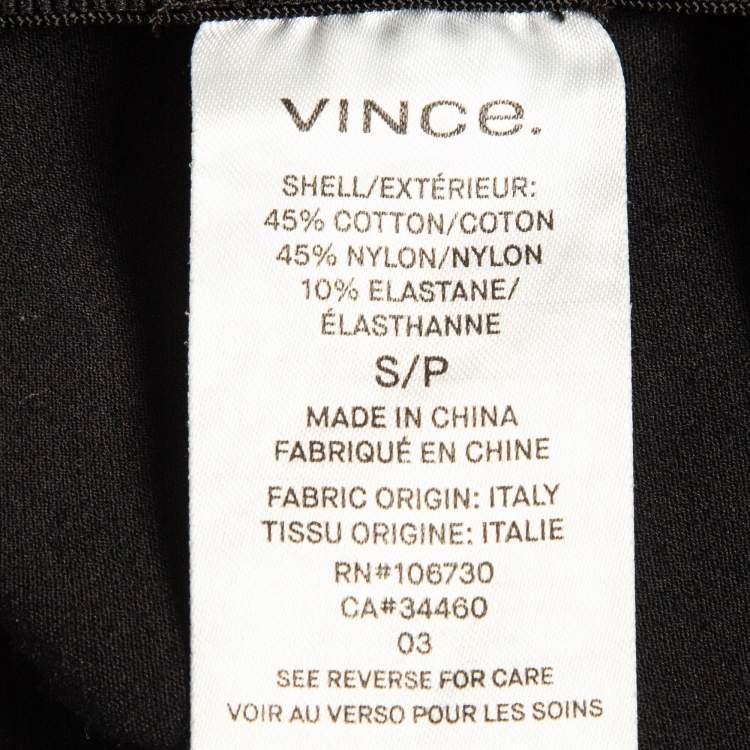 VINCE.
SHELL/EXTÉRIEUR:
45% COTTON/COTON
45% NYLON/NYLON
10% ELASTANE/
ÉLASTHANNE
S/P
MADE IN CHINA
FABRIQUÉ EN CHINE
FABRIC ORIGIN: ITALY
TISSU ORIGINE: ITALIE
RN#106730
CA#34460
03
SEE REVERSE FOR CARE
VOIR AU VERSO POUR LES SOINS